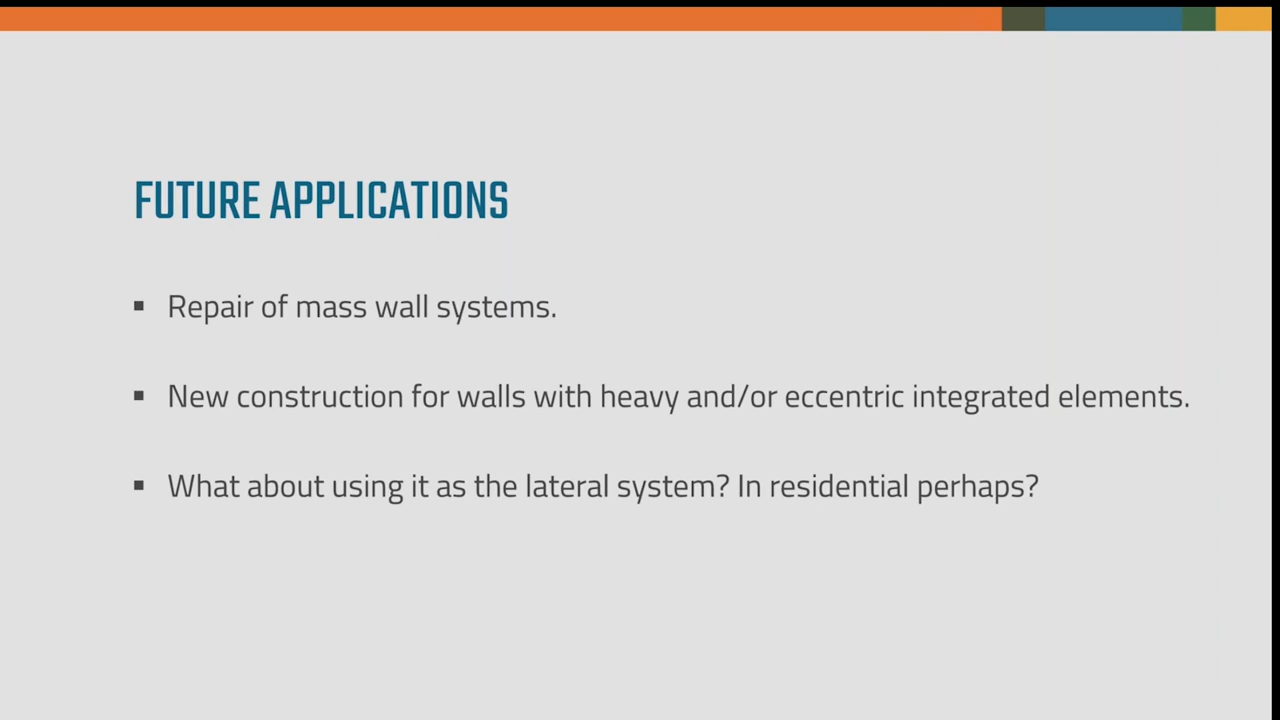 FUTURE APPLICATIONS
▪ Repair of mass wall systems.
▪ New construction for walls with heavy and/or eccentric integrated elements.
▪ What about using it as the lateral system? In residential perhaps?